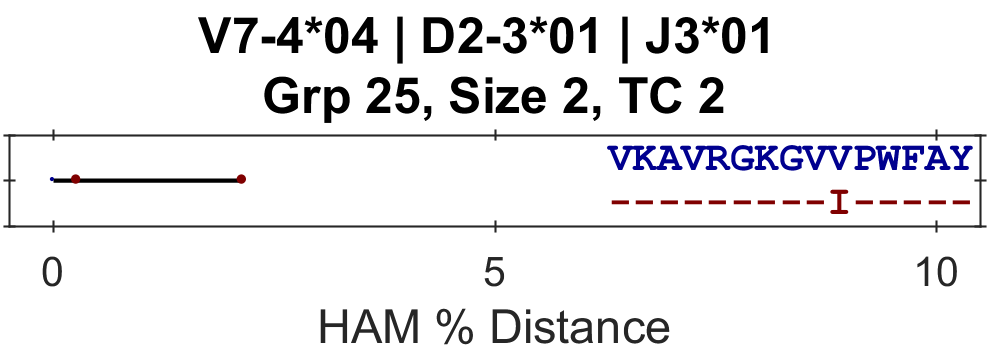 V7-4*04 | D2-3*01 | J3*01
Grp 25, Size 2, TC 2
VKAVRGKGVVPWFAY
---------I-----
0 5 10
HAM % Distance